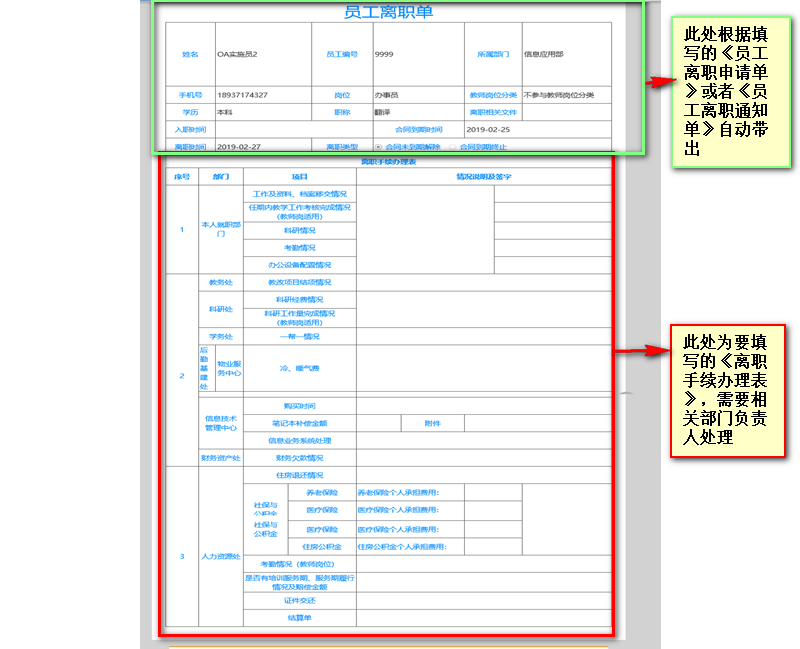 员工离职单
姓名 OA实施员2 员工编号 9999 所属部门 信息应用部
手机号 18937174327 岗位 办事员 教师岗位分类 不参与教师岗位分类
学历 本科 职称 翻译 离职相关文件
入职时间 合同到期时间 2019-02-25
离职时间 2019-02-27 离职类型 合同未到期解除 合同到期终止
离职手续办理表
序号 部门 项目 情况说明及签字
1 本人就职部
门
工作及资料、档案移交情况
任期内教学工作考核完成情况
(教师岗适用)
科研情况
考勤情况
办公设备配置情况
2
教务处 教改项目结项情况
科研处
科研经费情况
科研工作量完成情况
(教师岗适用)
学务处 一帮一情况
后
勤
基
建
处
物业服
务中心
冷、暖气费
信息技术
管理中心
购买时间
笔记本补偿金额 附件
信息业务系统处理
财务资产处 财务欠款情况
3 人力资源处
住房退还情况
社保与
公积金
养老保险 养老保险个人承担费用:
医疗保险 医疗保险个人承担费用:
社保与
公积金
医疗保险 医疗保险个人承担费用:
住房公积金 住房公积金个人承担费用:
考勤情况（教师岗位)
是否有培训服务期、服务期履行
情况及赔偿金额
证件交还
结算单
此处根据填
写的《员工
离职申请单
》或者《员
工离职通知
单》自动带
出
此处为要填
写的《离职
手续办理表
》，需要相
关部门负责
人处理